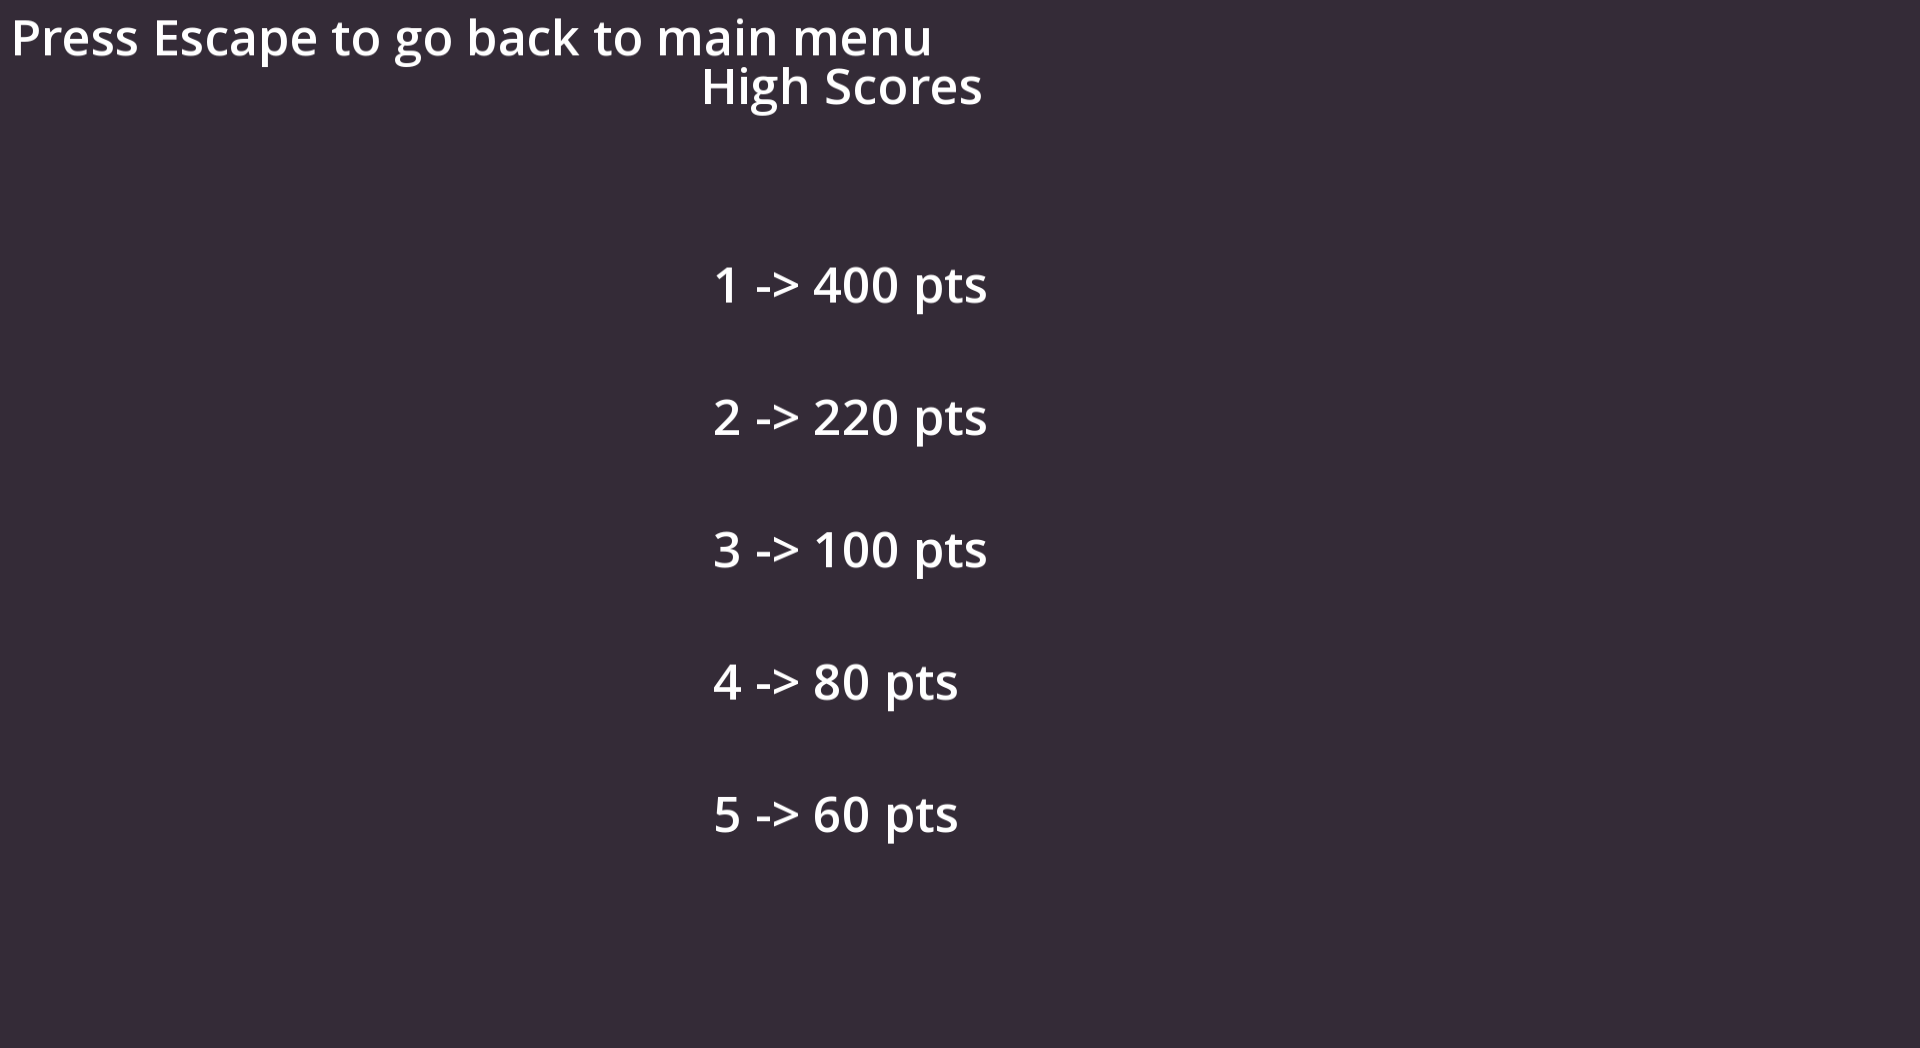 Press Escape to go back to main menu
High Scores
1 -> 400 pts
2 -> 220 pts
3 -> 100 pts
4 -> 80 pts
5 -> 60 pts